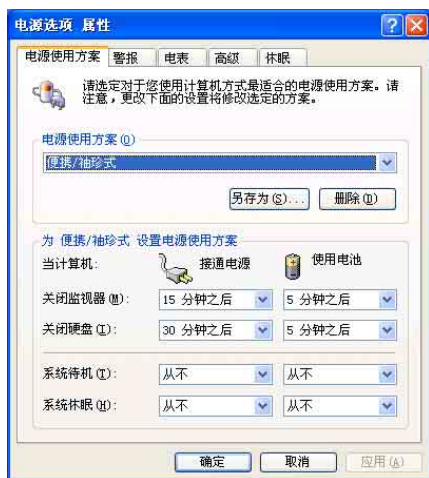 电源选项 属性
电源使用方案 警报 电表 高级 休眠
请选定对于您使用计算机方式最适合的电源使用方案。请
注意，更改下面的设置将修改选定的方案。
电源使用方案(O)
便携/袖珍式
另存为(S)... 删除(D)
为 便携/袖珍式 设置电源使用方案
当计算机: 接通电源 使用电池
关闭监视器(M): 15 分钟之后 5 分钟之后
关闭硬盘(I): 30 分钟之后 5 分钟之后
系统待机(T): 从不 从不
系统休眠(H): 从不 从不
确定 取消 应用(A)